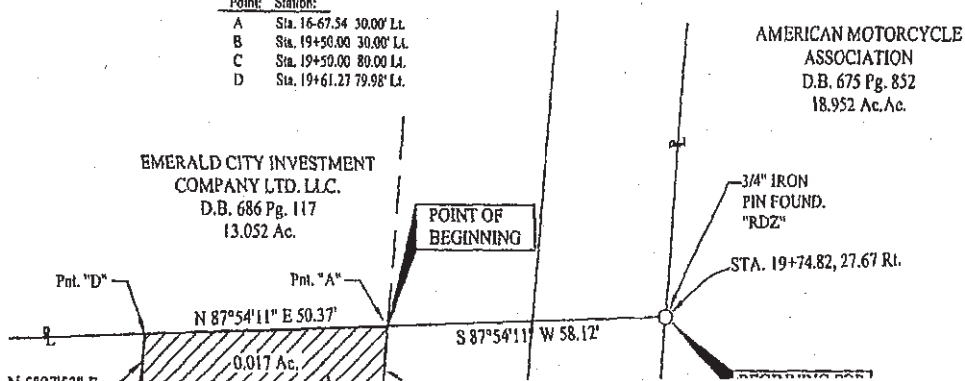 Point: Station:
A Sta. 16-67.54 30.00' Lt.
B Sta. 19+50.00 30.00' Lt.
C Sta. 19+50.00 80.00 Lt.
D Sta. 19+61.27 79.98' Lt.
AMERICAN MOTORCYCLE
ASSOCIATION
D.B. 675 Pg. 852
18.952 Ac.Ac.
EMERALD CITY INVESTMENT
COMPANY LTD. LLC.
D.B. 686 Pg. 117
13.052 Ac.
3/4" IRON
PIN FOUND.
"RDZ"
POINT OF
BEGINNING
STA. 19+74.82, 27.67 Rt.
Pnt. "D"
Pnt. "A"
N 87°54'11" E 50.37'
S 87°54'11" W 58.12'
0.017 Ac.